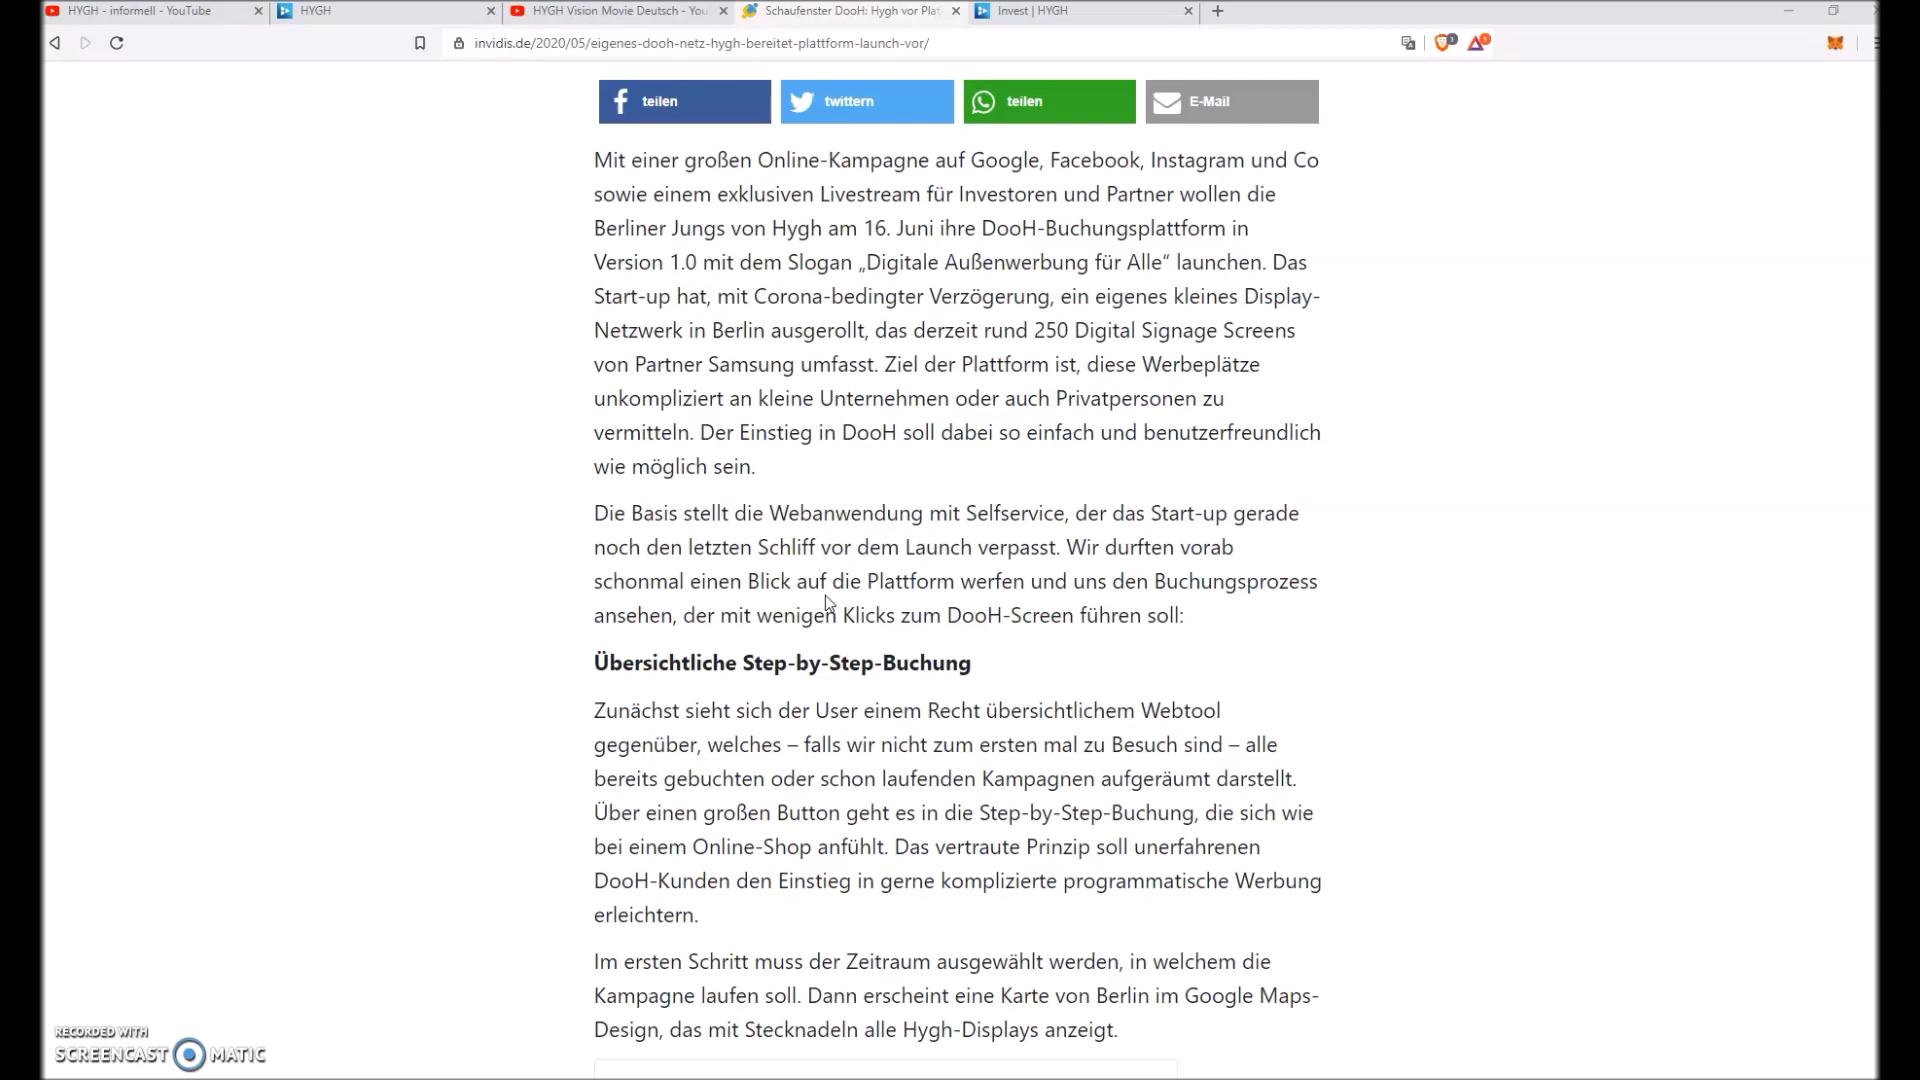 HYGH - informell - YouTube
HYGH
HYGH Vision Movie Deutsch - You
Schaufenster DooH: Hygh vor Plat
Invest | HYGH
invidis.de/2020/05/eigenes-dooh-netz-hygh-bereitet-plattform-launch-vor/
teilen
twittern
teilen
E-Mail
Mit einer großen Online-Kampagne auf Google, Facebook, Instagram und Co
sowie einem exklusiven Livestream für Investoren und Partner wollen die
Berliner Jungs von Hygh am 16. Juni ihre DooH-Buchungsplattform in
Version 1.0 mit dem Slogan „Digitale Außenwerbung für Alle“ launchen. Das
Start-up hat, mit Corona-bedingter Verzögerung, ein eigenes kleines Display-
Netzwerk in Berlin ausgerollt, das derzeit rund 250 Digital Signage Screens
von Partner Samsung umfasst. Ziel der Plattform ist, diese Werbeplätze
unkompliziert an kleine Unternehmen oder auch Privatpersonen zu
vermitteln. Der Einstieg in DooH soll dabei so einfach und benutzerfreundlich
wie möglich sein.
Die Basis stellt die Webanwendung mit Selfservice, der das Start-up gerade
noch den letzten Schliff vor dem Launch verpasst. Wir durften vorab
schonmal einen Blick auf die Plattform werfen und uns den Buchungsprozess
ansehen, der mit wenigen Klicks zum DooH-Screen führen soll:
Übersichtliche Step-by-Step-Buchung
Zunächst sieht sich der User einem Recht übersichtlichem Webtool
gegenüber, welches – falls wir nicht zum ersten mal zu Besuch sind – alle
bereits gebuchten oder schon laufenden Kampagnen aufgeräumt darstellt.
Über einen großen Button geht es in die Step-by-Step-Buchung, die sich wie
bei einem Online-Shop anfühlt. Das vertraute Prinzip soll unerfahrenen
DooH-Kunden den Einstieg in gerne komplizierte programmatische Werbung
erleichtern.
Im ersten Schritt muss der Zeitraum ausgewählt werden, in welchem die
Kampagne laufen soll. Dann erscheint eine Karte von Berlin im Google Maps-
Design, das mit Stecknadeln alle Hygh-Displays anzeigt.
RECORDED WITH
SCREENCAST MATIC